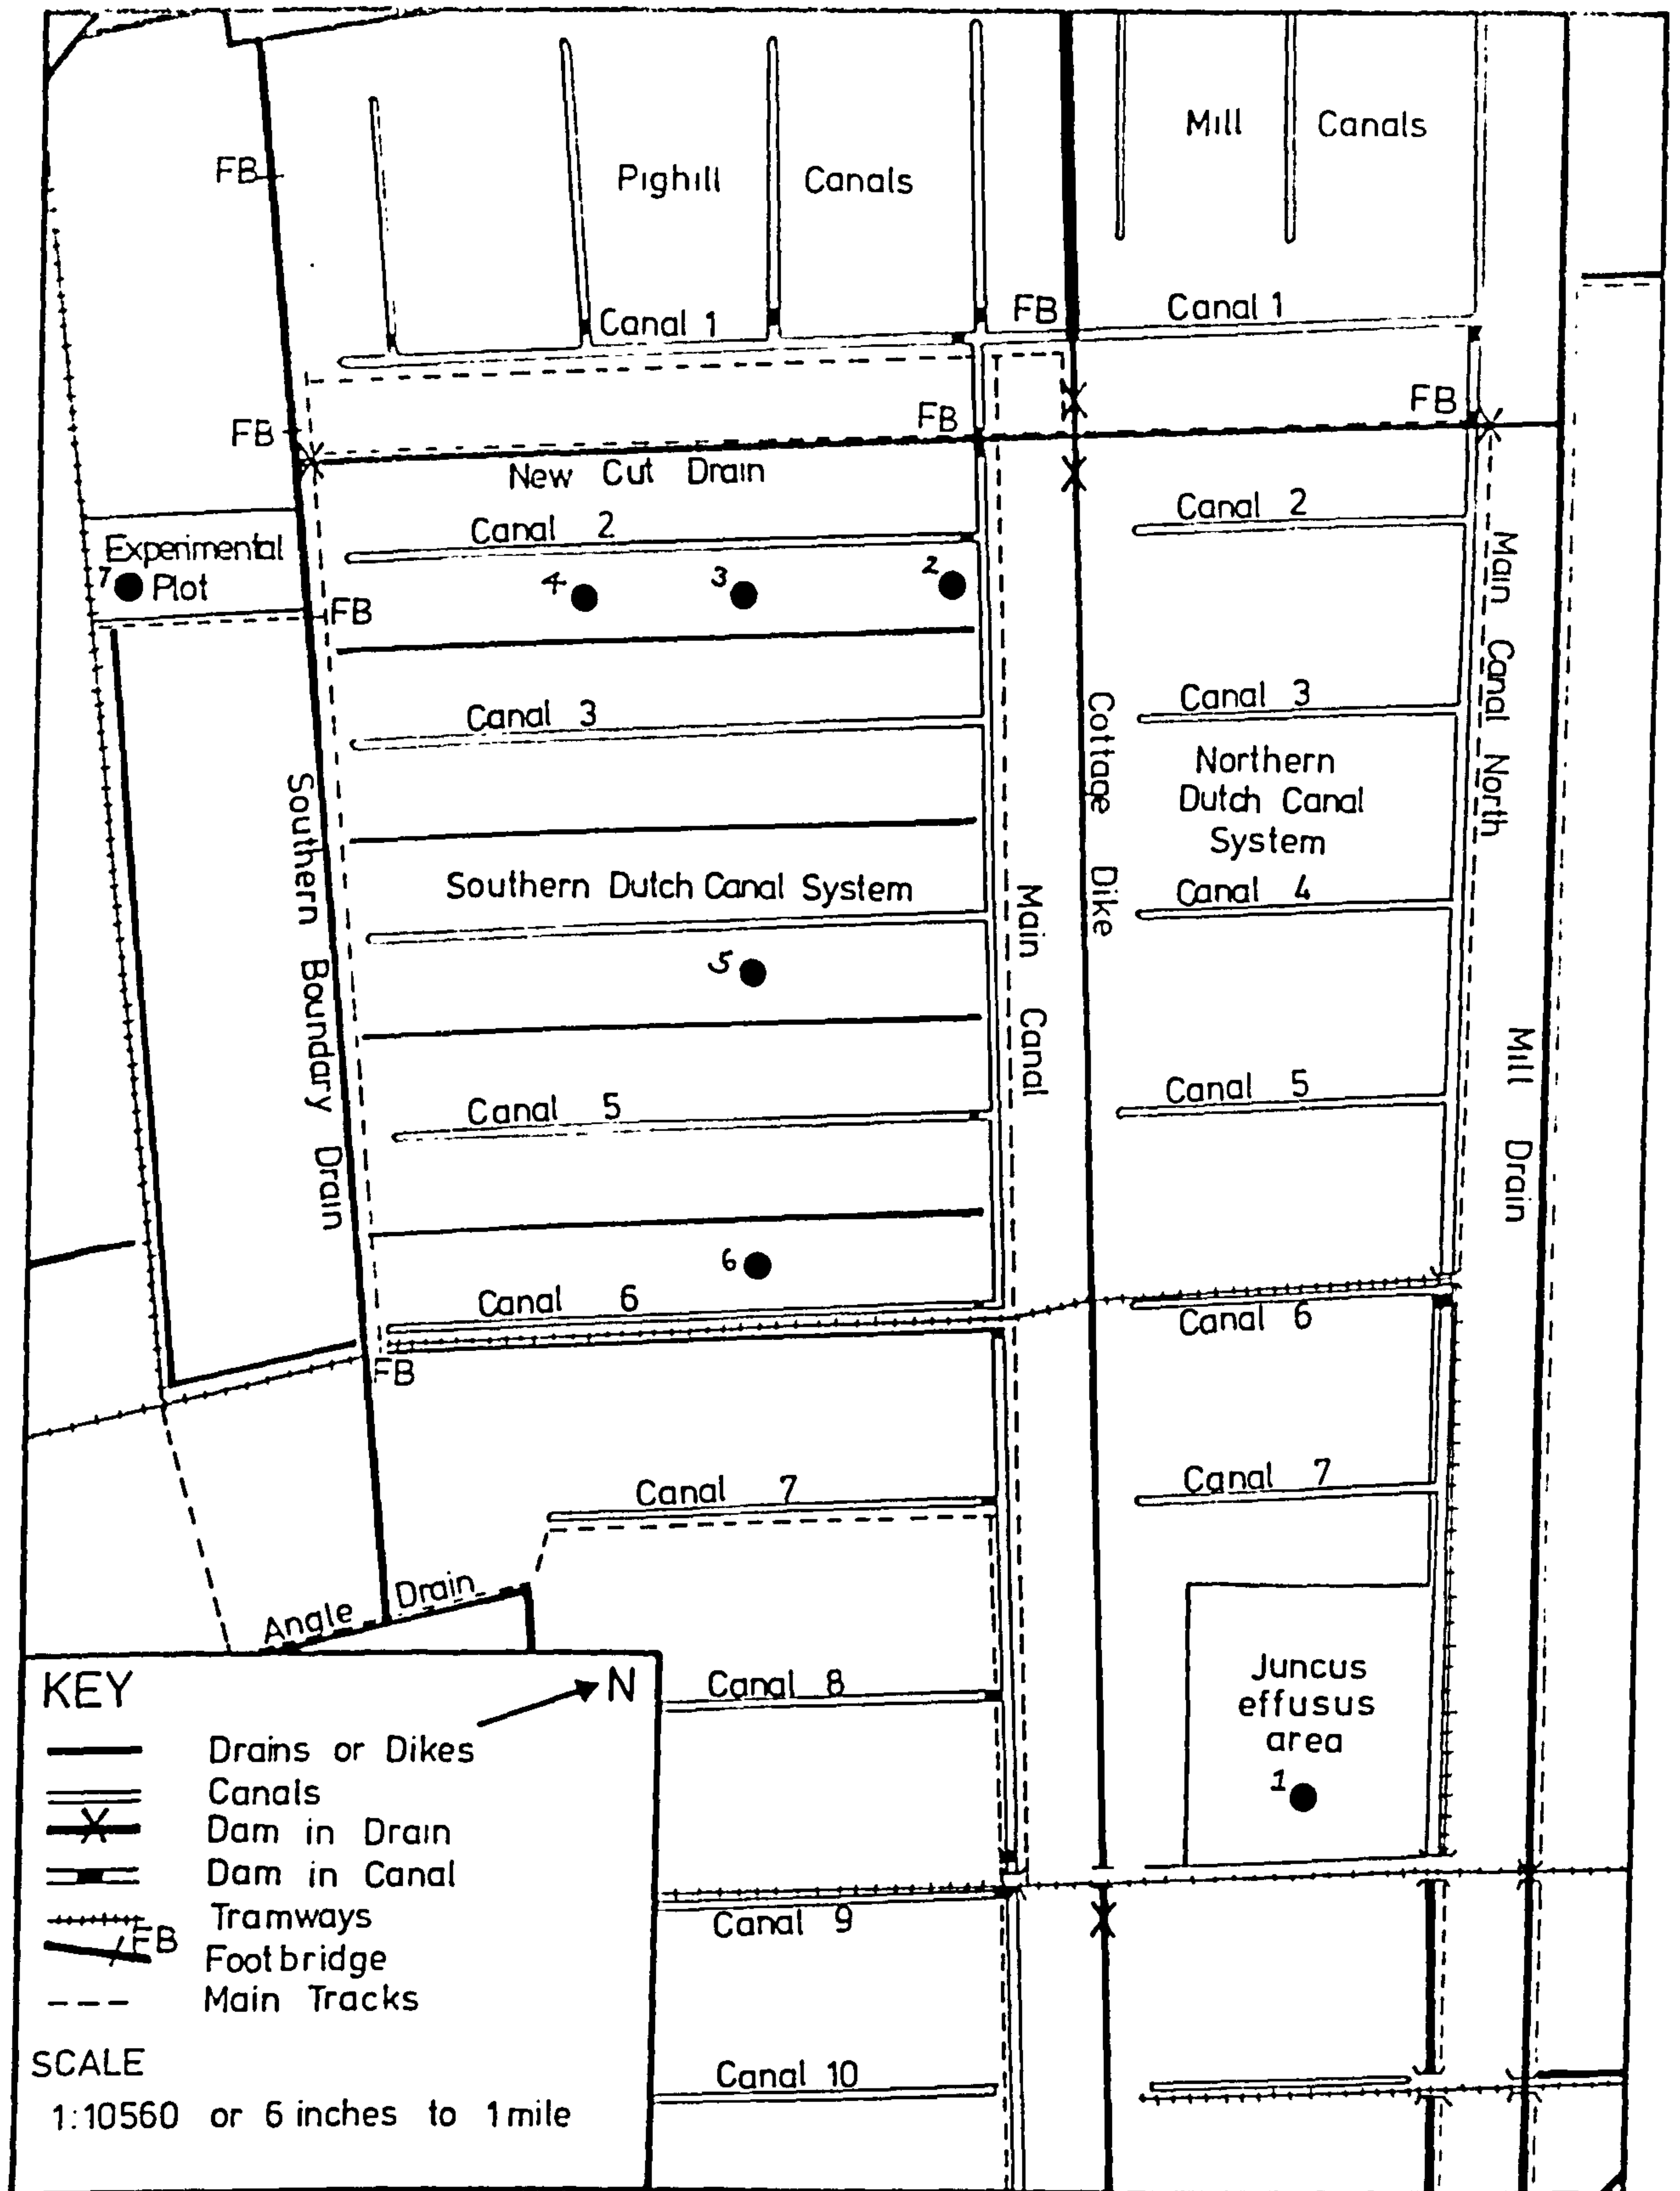 Mill Canals
FB
Pighill Canals
FB
Canal 1
Canal 1
FB
FB
FB
New Cut Drain
Canal 2
Canal 2
Experimental
Plot
7
4
3
2
FB
Main Canal North
Canal 3
Canal 3
Cottage Dike
Northern
Dutch Canal
System
Southern Boundary Drain
Southern Dutch Canal System
Main Canal
Canal 4
5
Mill Drain
Canal 5
Canal 5
6
Canal 6
Canal 6
FB
Canal 7
Canal 7
Angle Drain
Juncus
effusus
area
1
Canal 8
Canal 9
Canal 10
KEY
N
Drains or Dikes
Canals
Dam in Drain
Dam in Canal
Tramways
FB
Footbridge
Main Tracks
SCALE
1:10560 or 6 inches to 1 mile